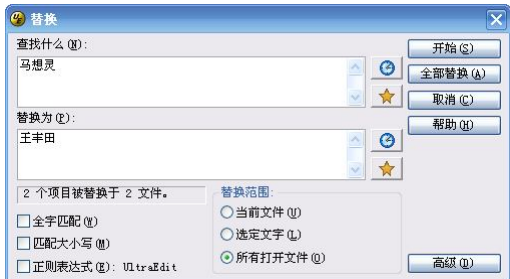 替换
查找什么(N):
马想灵
开始(S)
全部替换(A)
取消(C)
帮助(H)
替换为(P):
王丰田
2 个项目被替换于 2 文件。
全字匹配(W)
匹配大小写(M)
正则表达式(E): UltraEdit
替换范围:
当前文件(U)
选定文字(L)
所有打开文件(O)
高级(D)